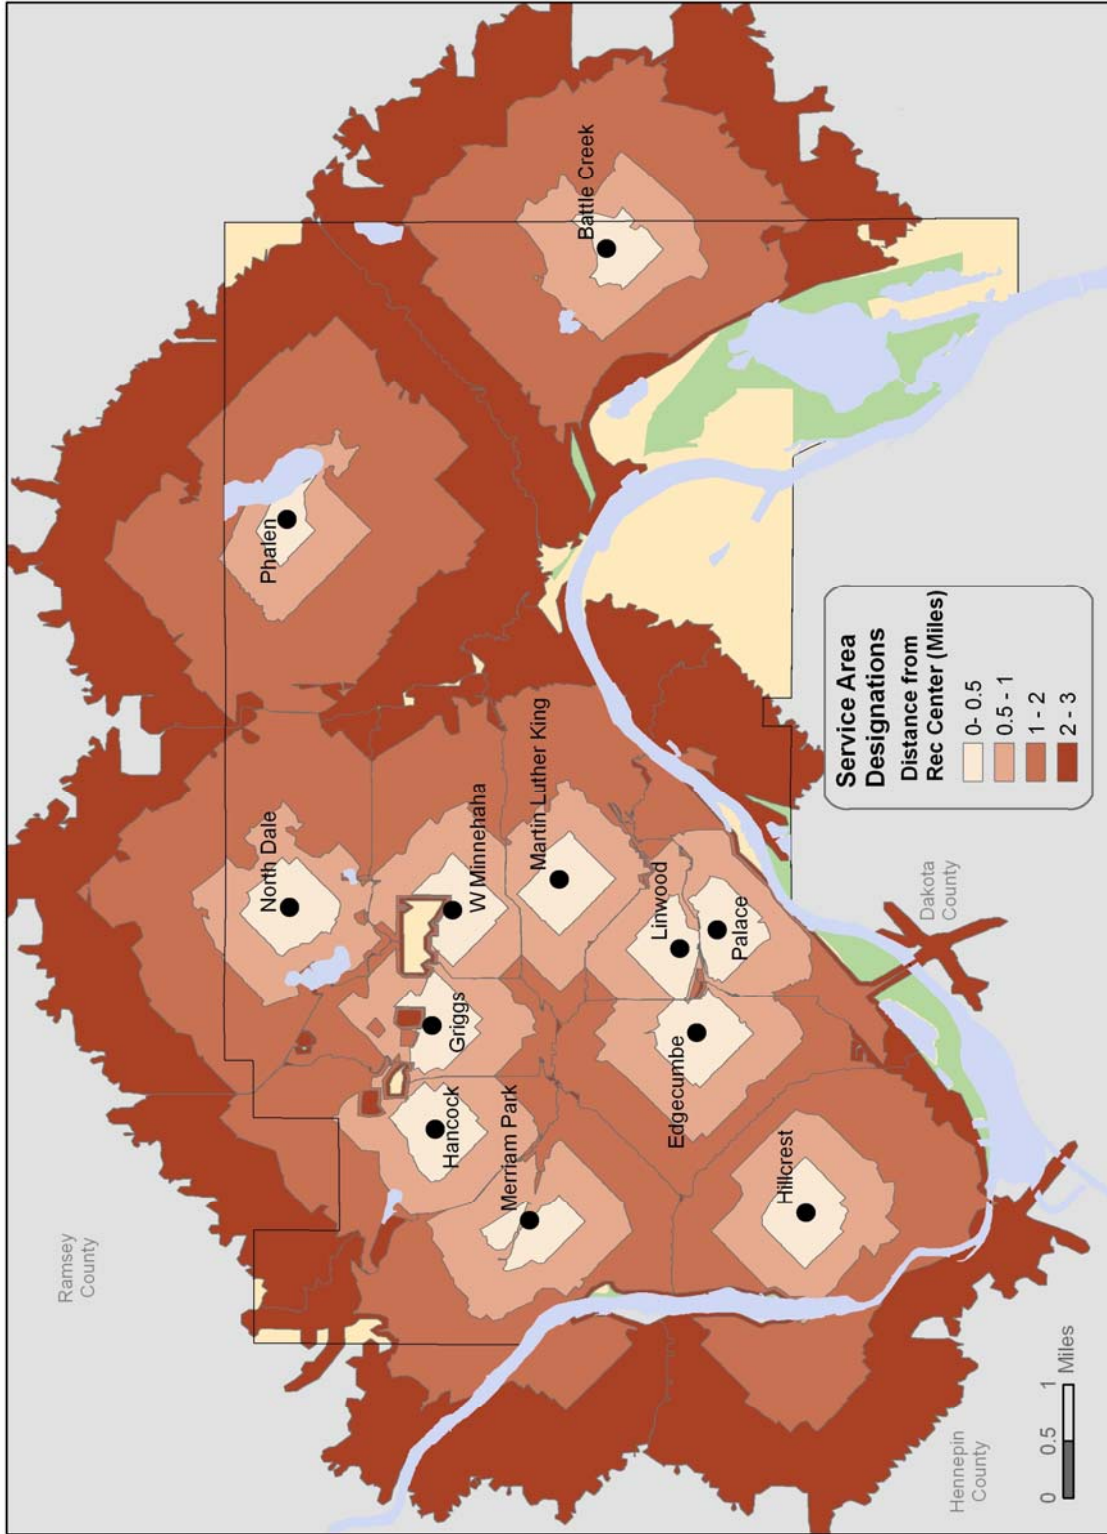 Ramsey
County
Phalen
Battle Creek
North Dale
W Minnehaha
Martin Luther King
Griggs
Hancock
Merriam Park
Linwood
Palace
Edgecumbe
Hillcrest
Hennepin
County
Dakota
County
0 0.5 1
Miles
Service Area
Designations
Distance from
Rec Center (Miles)
0- 0.5
0.5 - 1
1 - 2
2 - 3